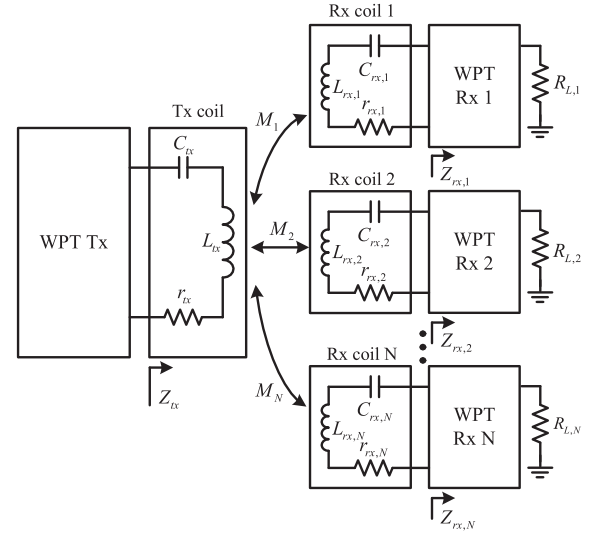 Rx coil 1
C_{rx,1}
L_{rx,1}
r_{rx,1}
WPT
Rx 1
R_{L,1}
Z_{rx,1}
Tx coil
M_1
C_{tx}
WPT Tx
L_{tx}
r_{tx}
Z_{tx}
Rx coil 2
M_2
C_{rx,2}
L_{rx,2}
r_{rx,2}
WPT
Rx 2
R_{L,2}
Z_{rx,2}
Rx coil N
M_N
C_{rx,N}
L_{rx,N}
r_{rx,N}
WPT
Rx N
R_{L,N}
Z_{rx,N}